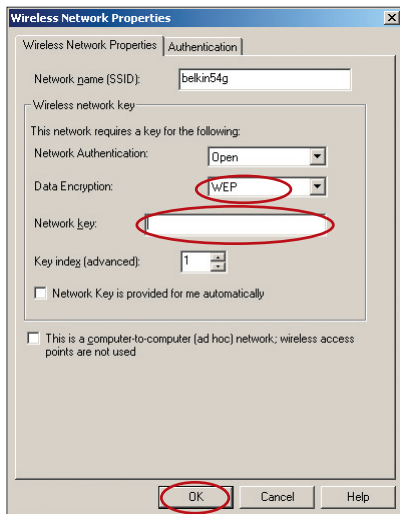 Wireless Network Properties
Wireless Network Properties Authentication
Network name (SSID): belkin54g
Wireless network key
This network requires a key for the following:
Network Authentication: Open
Data Encryption: WEP
Network key:
Key index (advanced): 1
Network Key is provided for me automatically
This is a computer-to-computer (ad hoc) network; wireless access
points are not used
OK Cancel Help